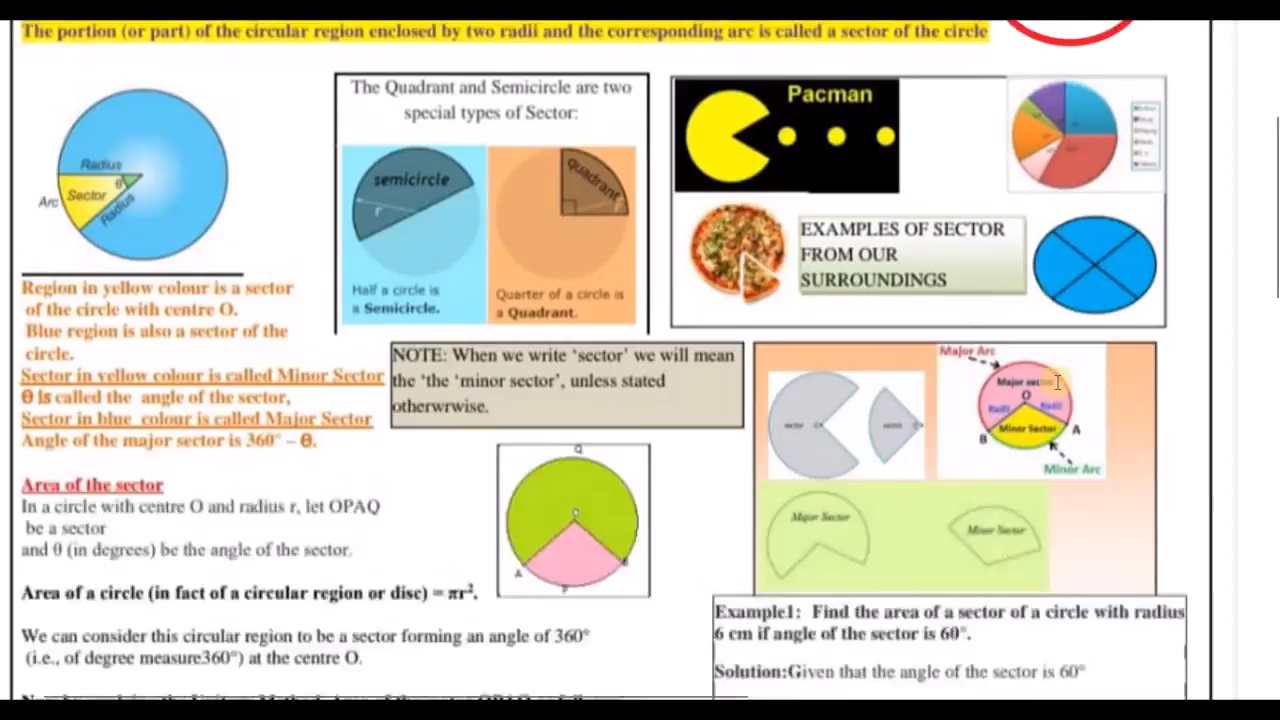 The portion (or part) of the circular region enclosed by two radii and the corresponding arc is called a sector of the circle
Radius
θ
Arc
Sector
Radius
Region in yellow colour is a sector
of the circle with centre O.
Blue region is also a sector of the
circle.
Sector in yellow colour is called Minor Sector
θ is called the angle of the sector,
Sector in blue colour is called Major Sector
Angle of the major sector is 360° – θ.
The Quadrant and Semicircle are two
special types of Sector:
semicircle
r
Half a circle is
a Semicircle.
quadrant
Quarter of a circle is
a Quadrant.
Pacman
EXAMPLES OF SECTOR
FROM OUR
SURROUNDINGS
NOTE: When we write ‘sector’ we will mean
the ‘the ‘minor sector’, unless stated
otherwrwise.
Major Arc
Major sector
O
Radii
Radii
Minor Sector
B
A
Minor Arc
sector
Major Sector
Minor Sector
Area of the sector
In a circle with centre O and radius r, let OPAQ
be a sector
and θ (in degrees) be the angle of the sector.
Q
O
A
B
P
Area of a circle (in fact of a circular region or disc) = πr².
We can consider this circular region to be a sector forming an angle of 360°
(i.e., of degree measure360°) at the centre O.
Example1: Find the area of a sector of a circle with radius
6 cm if angle of the sector is 60°.
Solution:Given that the angle of the sector is 60°